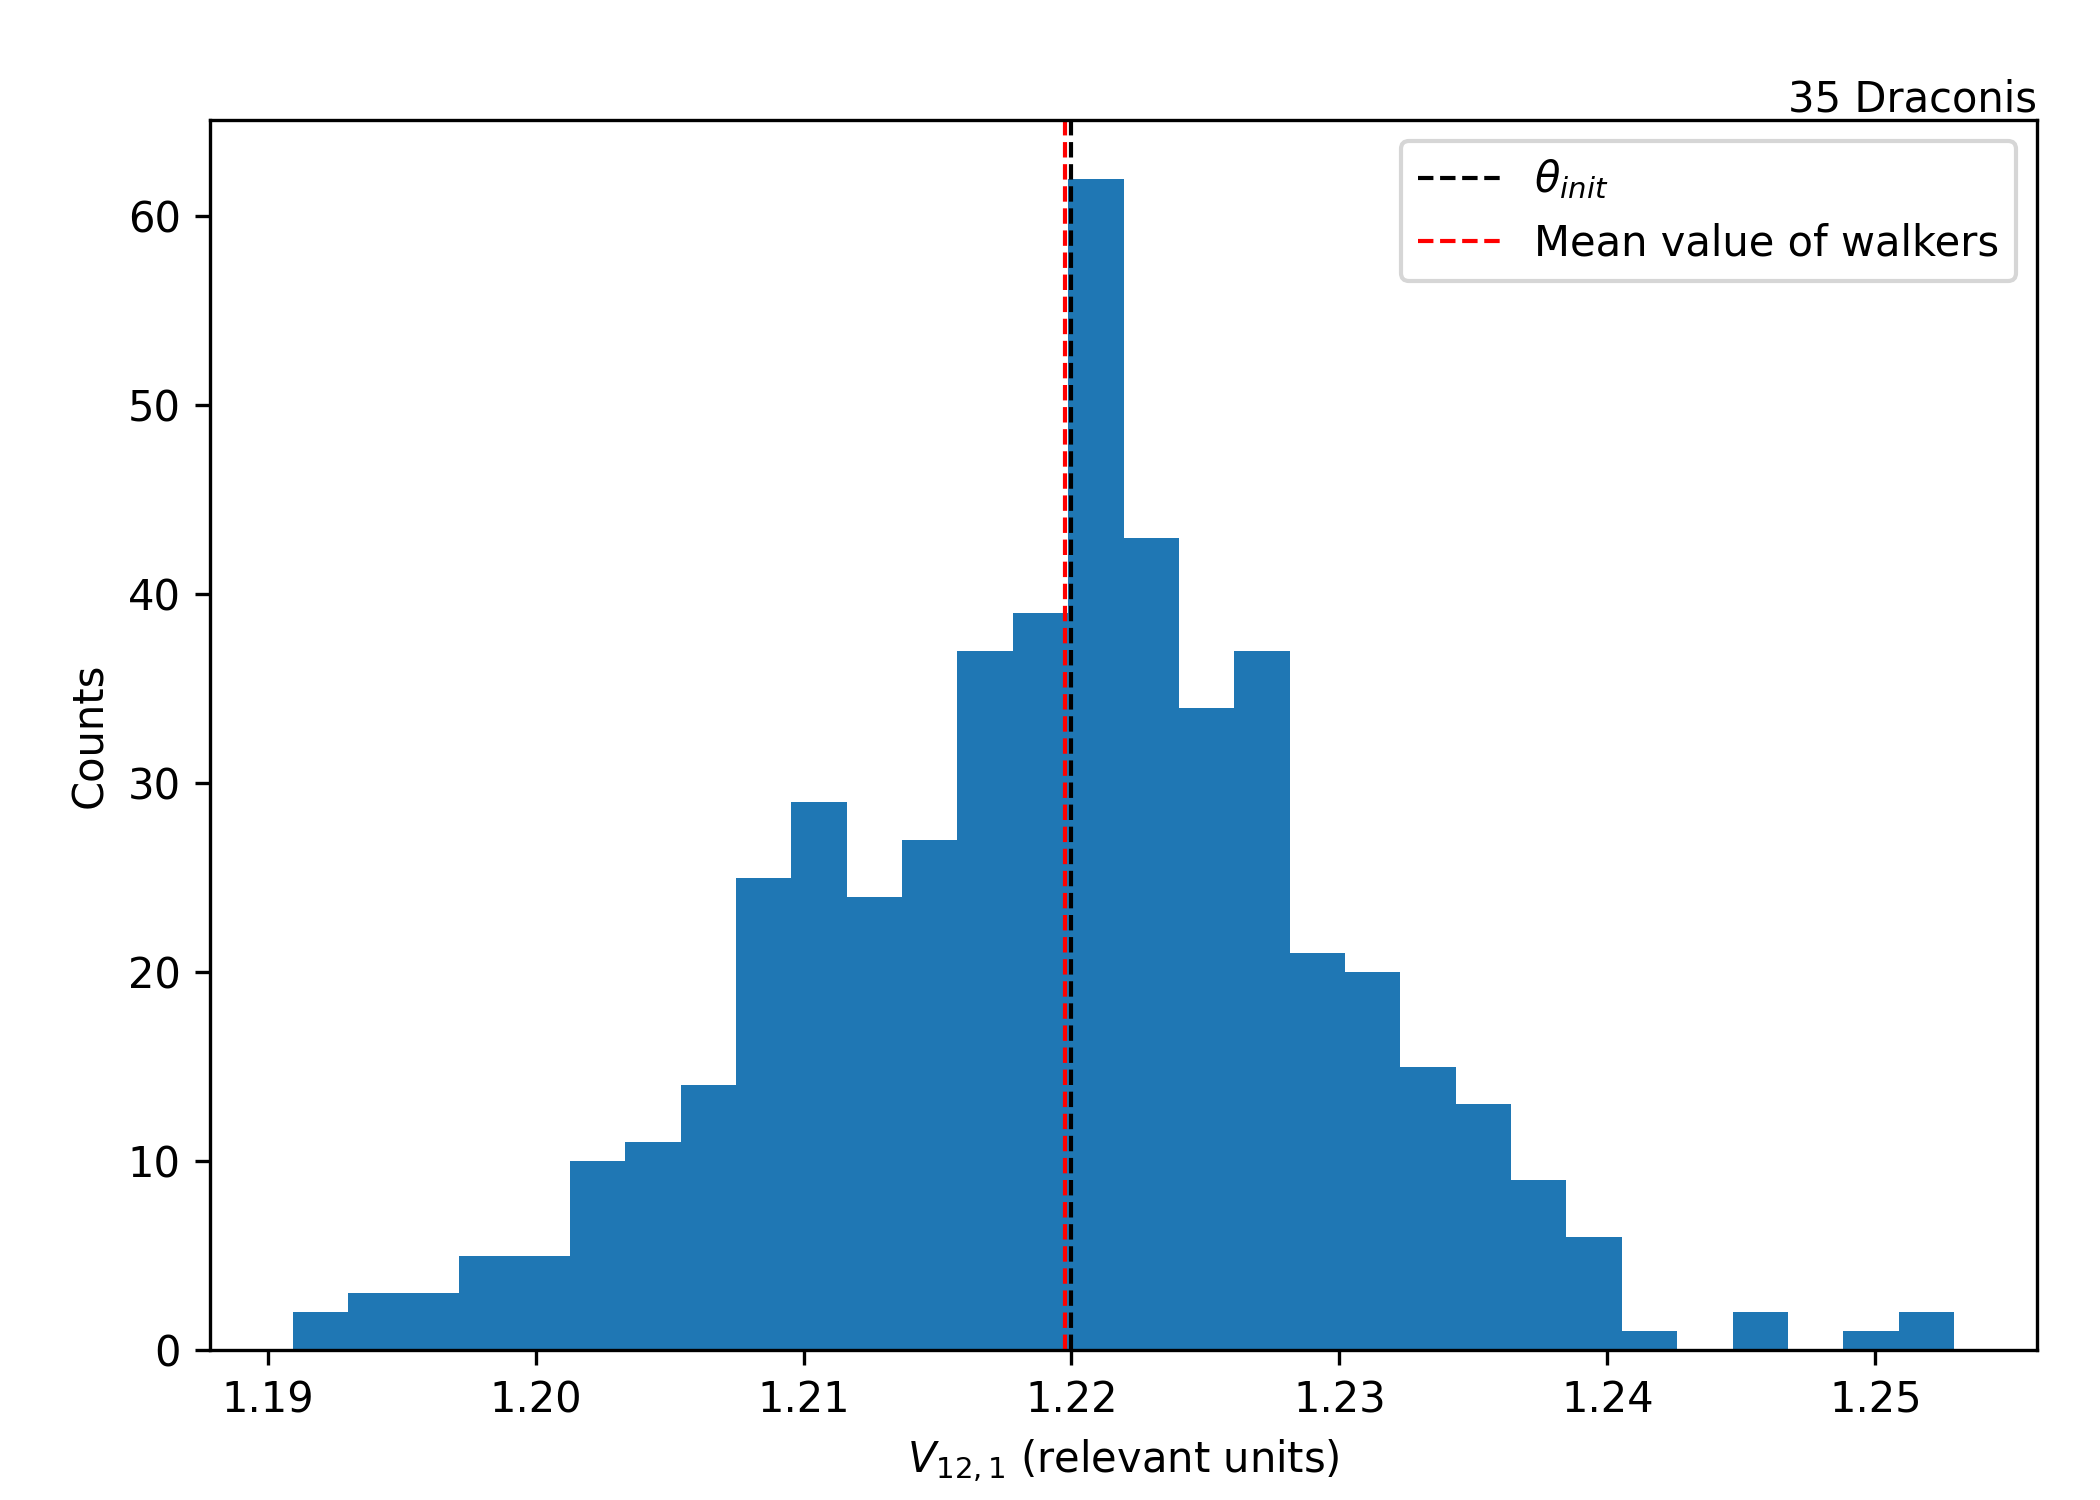 35 Draconis
θinit
Mean value of walkers
60
50
40
30
20
10
0
Counts
1.19 1.20 1.21 1.22 1.23 1.24 1.25
V12, 1 (relevant units)